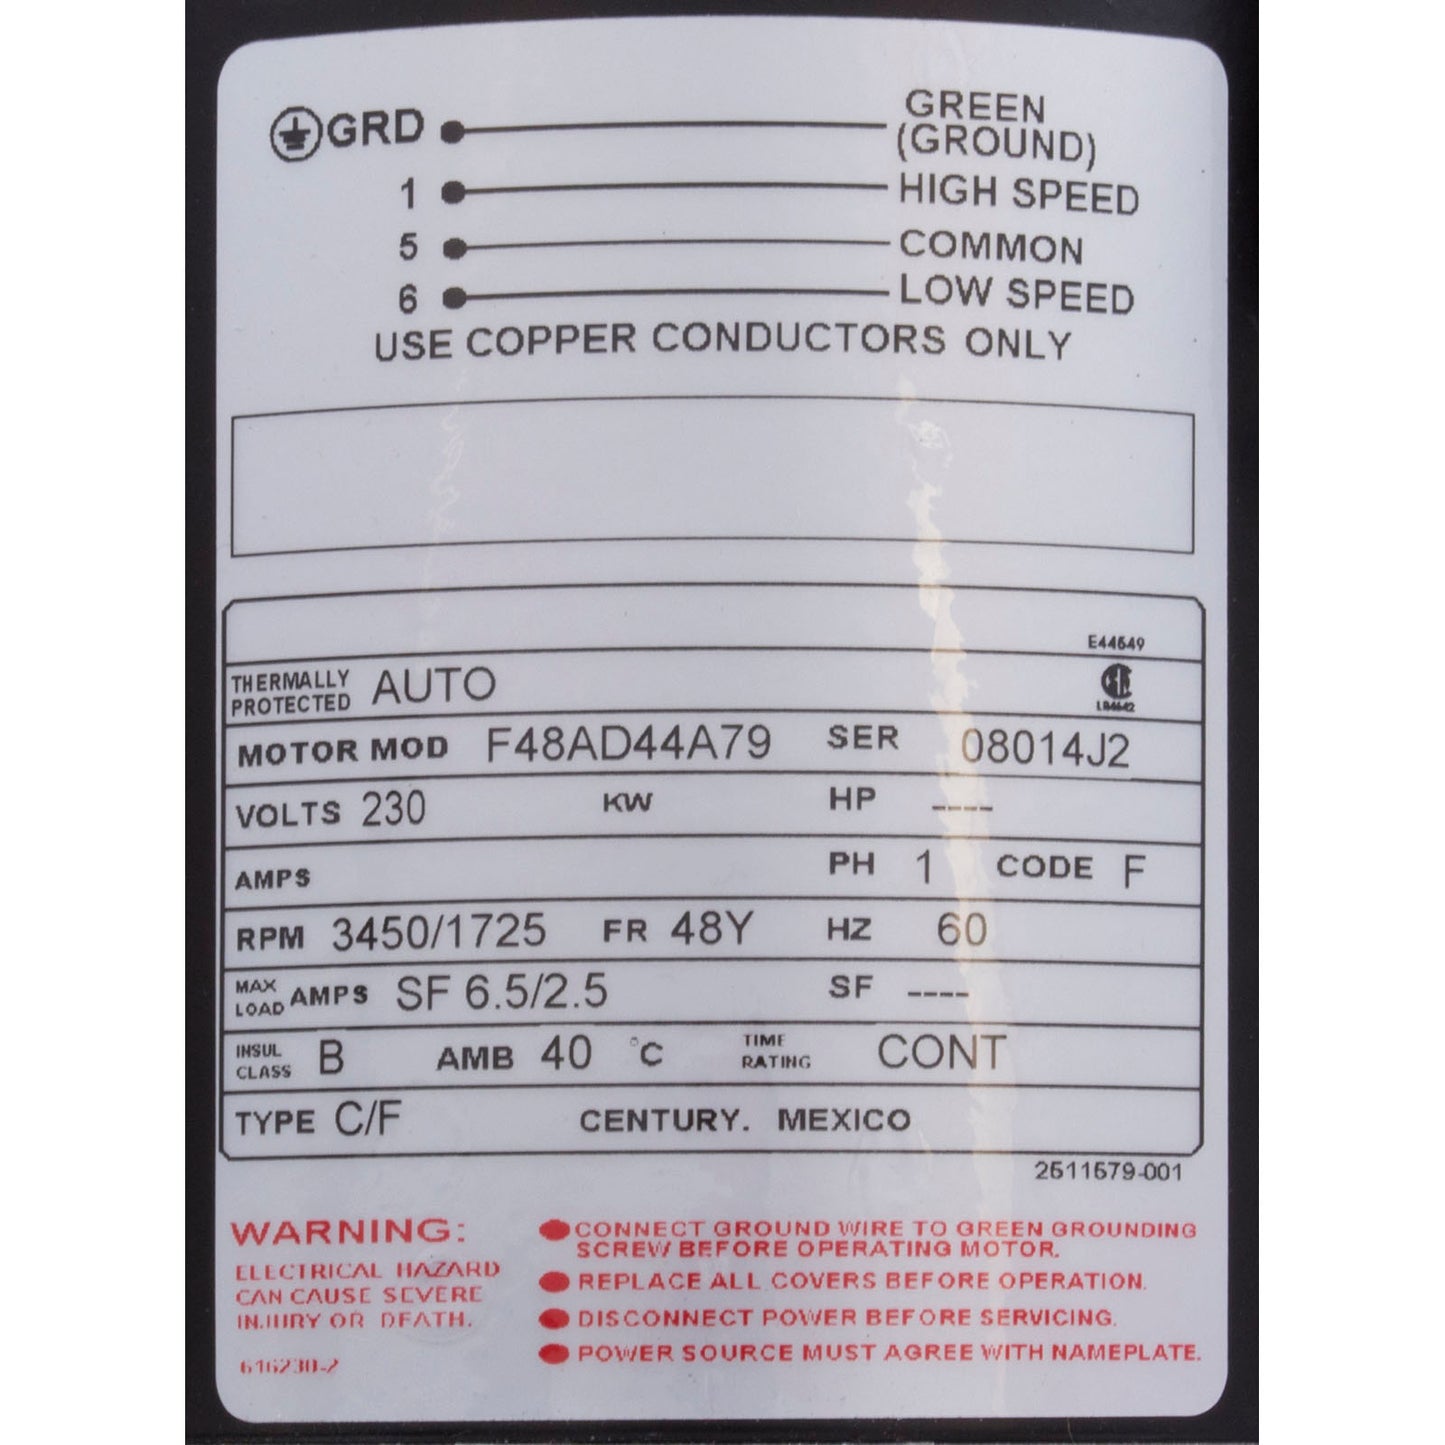 GRD GREEN
(GROUND)
1 HIGH SPEED
5 COMMON
6 LOW SPEED
USE COPPER CONDUCTORS ONLY
E44649
THERMALLY
PROTECTED AUTO
MOTOR MOD F48AD44A79 SER 08014J2
VOLTS 230 KW HP ----
AMPS PH 1 CODE F
RPM 3450/1725 FR 48Y HZ 60
MAX
LOAD AMPS SF 6.5/2.5 SF ----
INSUL
CLASS B AMB 40 °C TIME
RATING CONT
TYPE C/F CENTURY. MEXICO
2511579-001
WARNING:
ELECTRICAL HAZARD
CAN CAUSE SEVERE
INJURY OR DEATH.
616230-2
● CONNECT GROUND WIRE TO GREEN GROUNDING
SCREW BEFORE OPERATING MOTOR.
● REPLACE ALL COVERS BEFORE OPERATION.
● DISCONNECT POWER BEFORE SERVICING.
● POWER SOURCE MUST AGREE WITH NAMEPLATE.